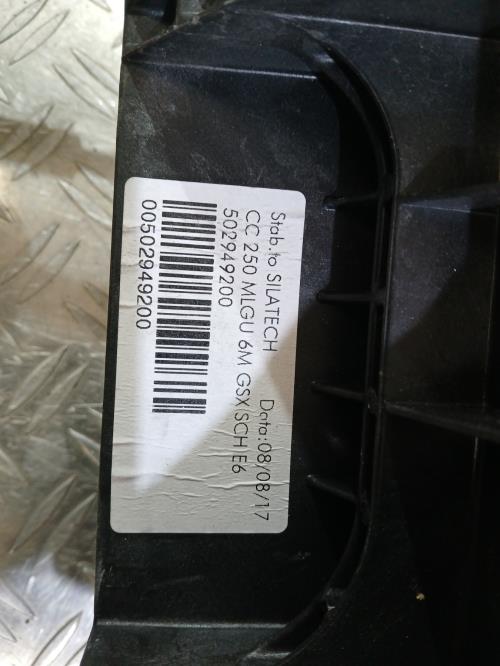 Stab.to SILATECH Data:08/08/17
CC 250 MLGU 6M GSX SCH E6
502949200
00502949200